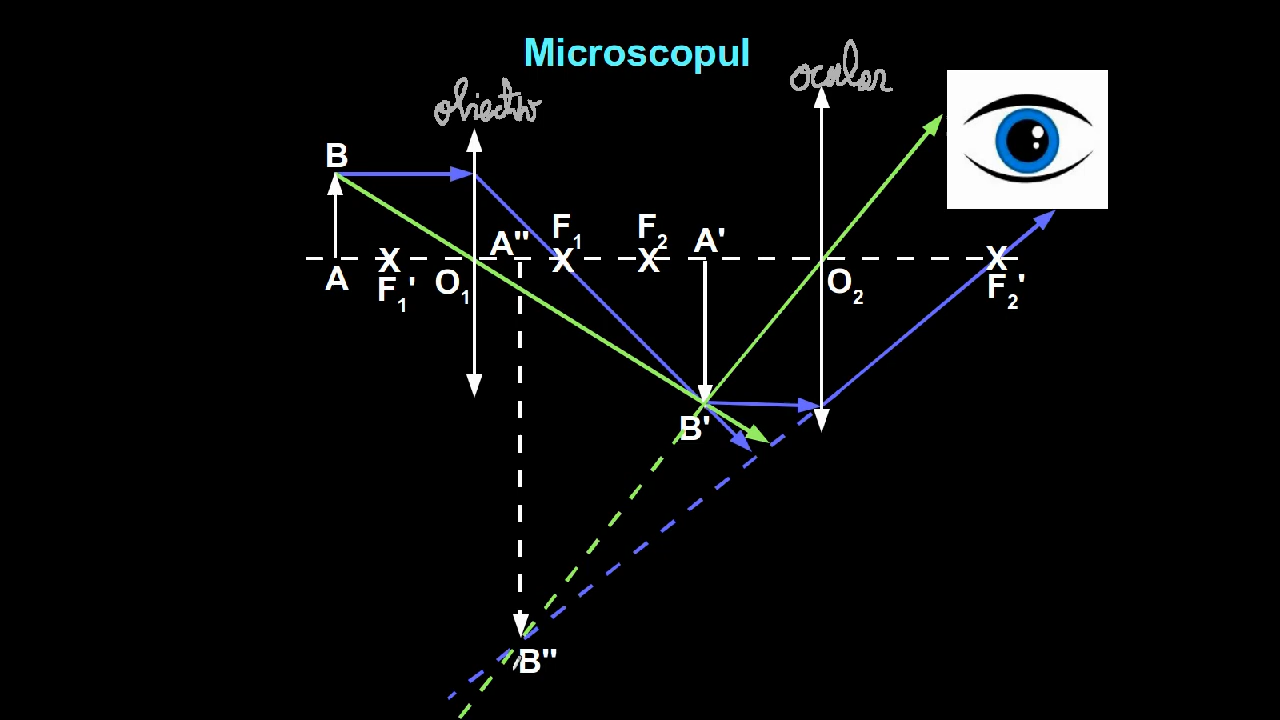 Microscopul
obiectiv
ocular
B
F₁
F₂
A'
A''
A
F₁'
O₁
O₂
F₂'
B'
B''